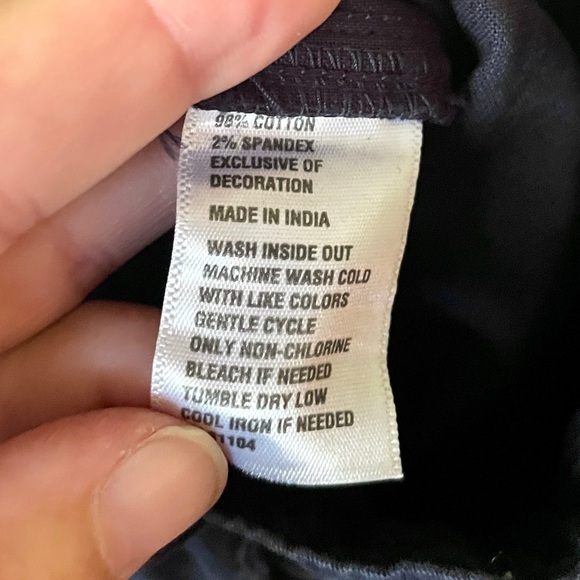 98% COTTON
2% SPANDEX
EXCLUSIVE OF
DECORATION
MADE IN INDIA
WASH INSIDE OUT
MACHINE WASH COLD
WITH LIKE COLORS
GENTLE CYCLE
ONLY NON-CHLORINE
BLEACH IF NEEDED
TUMBLE DRY LOW
COOL IRON IF NEEDED